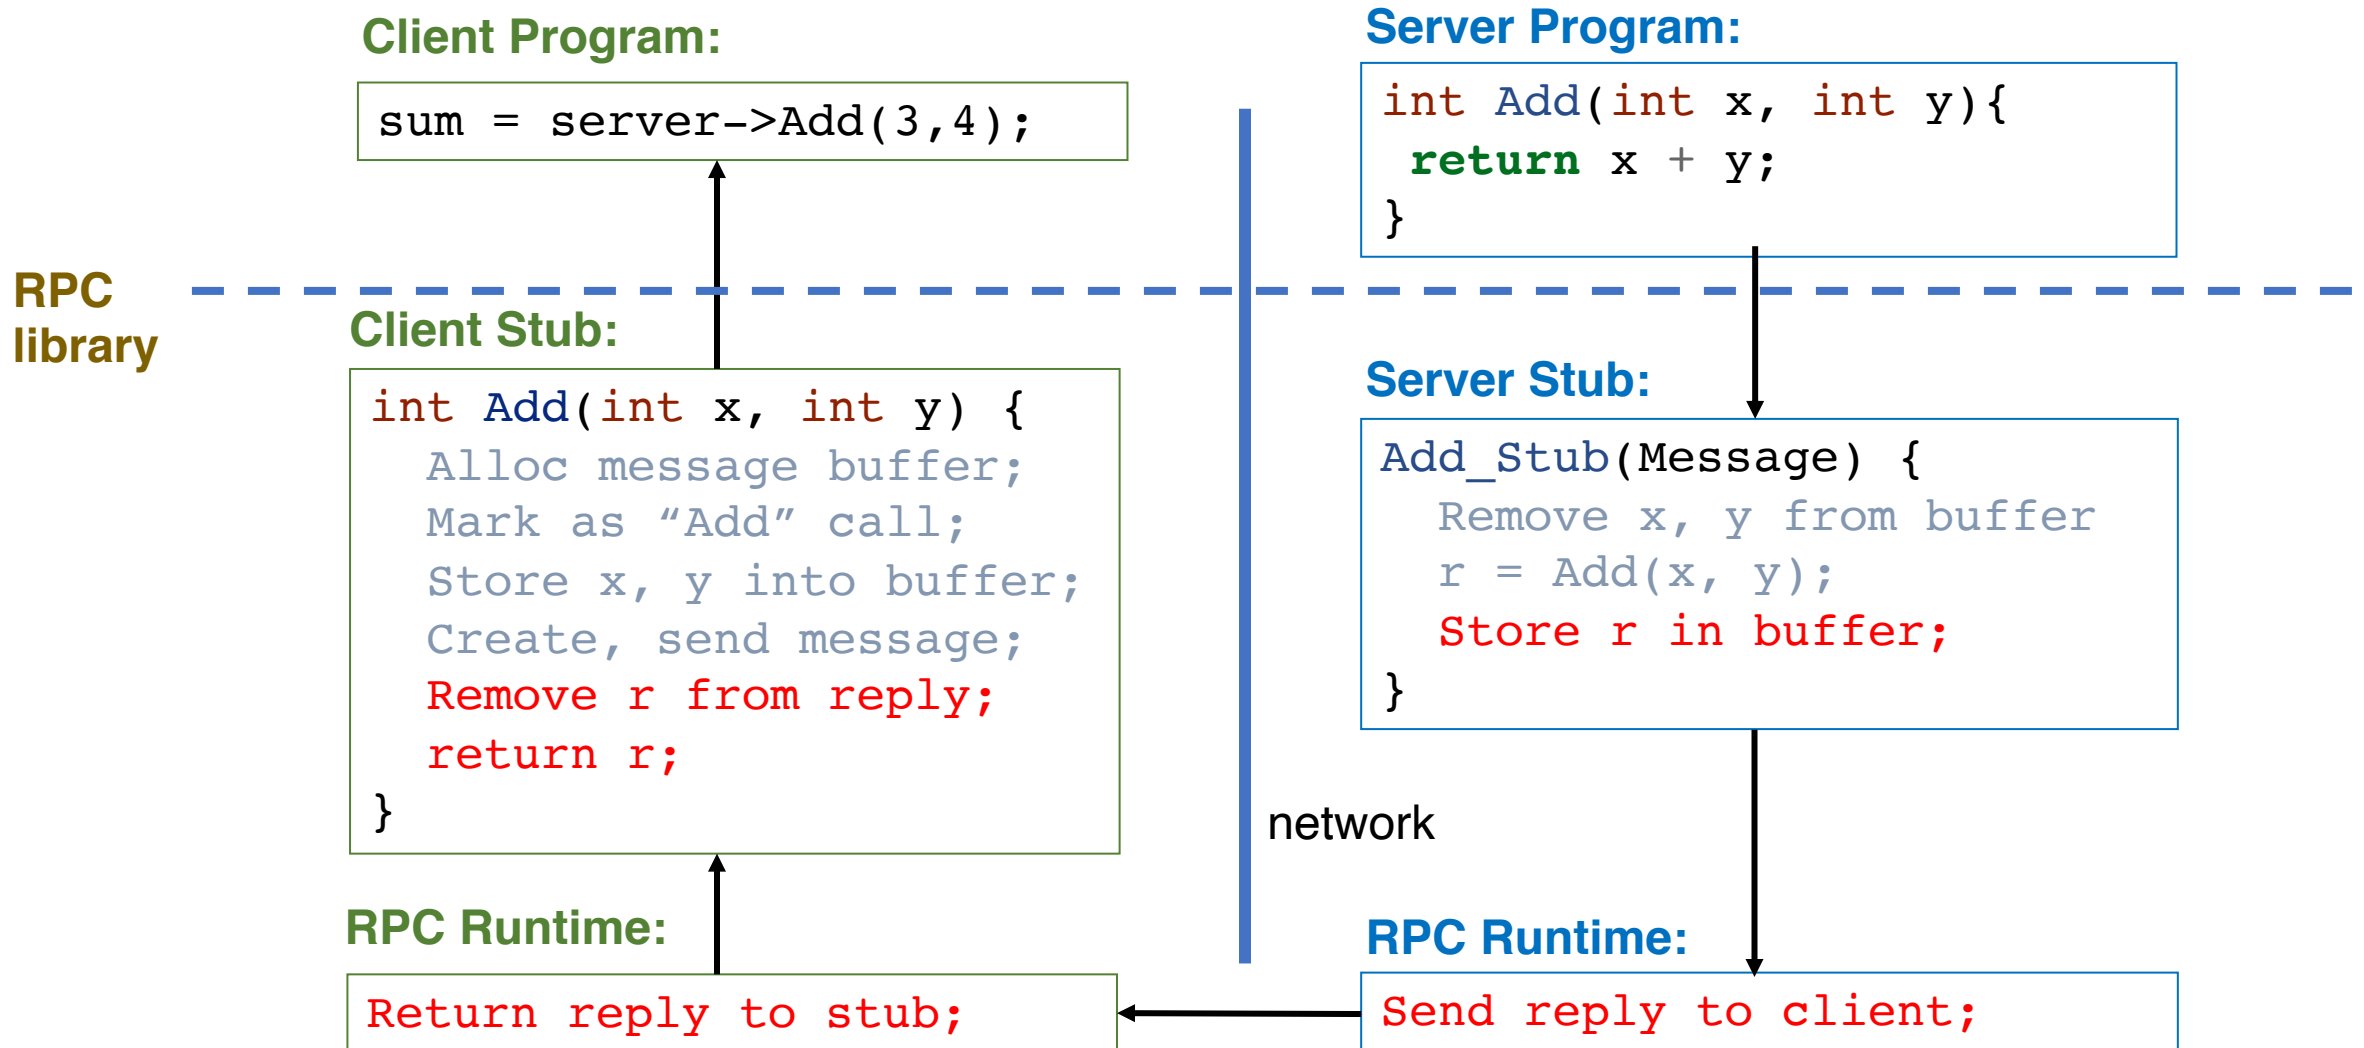 Client Program:
sum = server->Add(3,4);
Server Program:
int Add(int x, int y){
return x + y;
}
RPC
library
Client Stub:
int Add(int x, int y) {
Alloc message buffer;
Mark as “Add” call;
Store x, y into buffer;
Create, send message;
Remove r from reply;
return r;
}
Server Stub:
Add_Stub(Message) {
Remove x, y from buffer
r = Add(x, y);
Store r in buffer;
}
network
RPC Runtime:
Return reply to stub;
RPC Runtime:
Send reply to client;